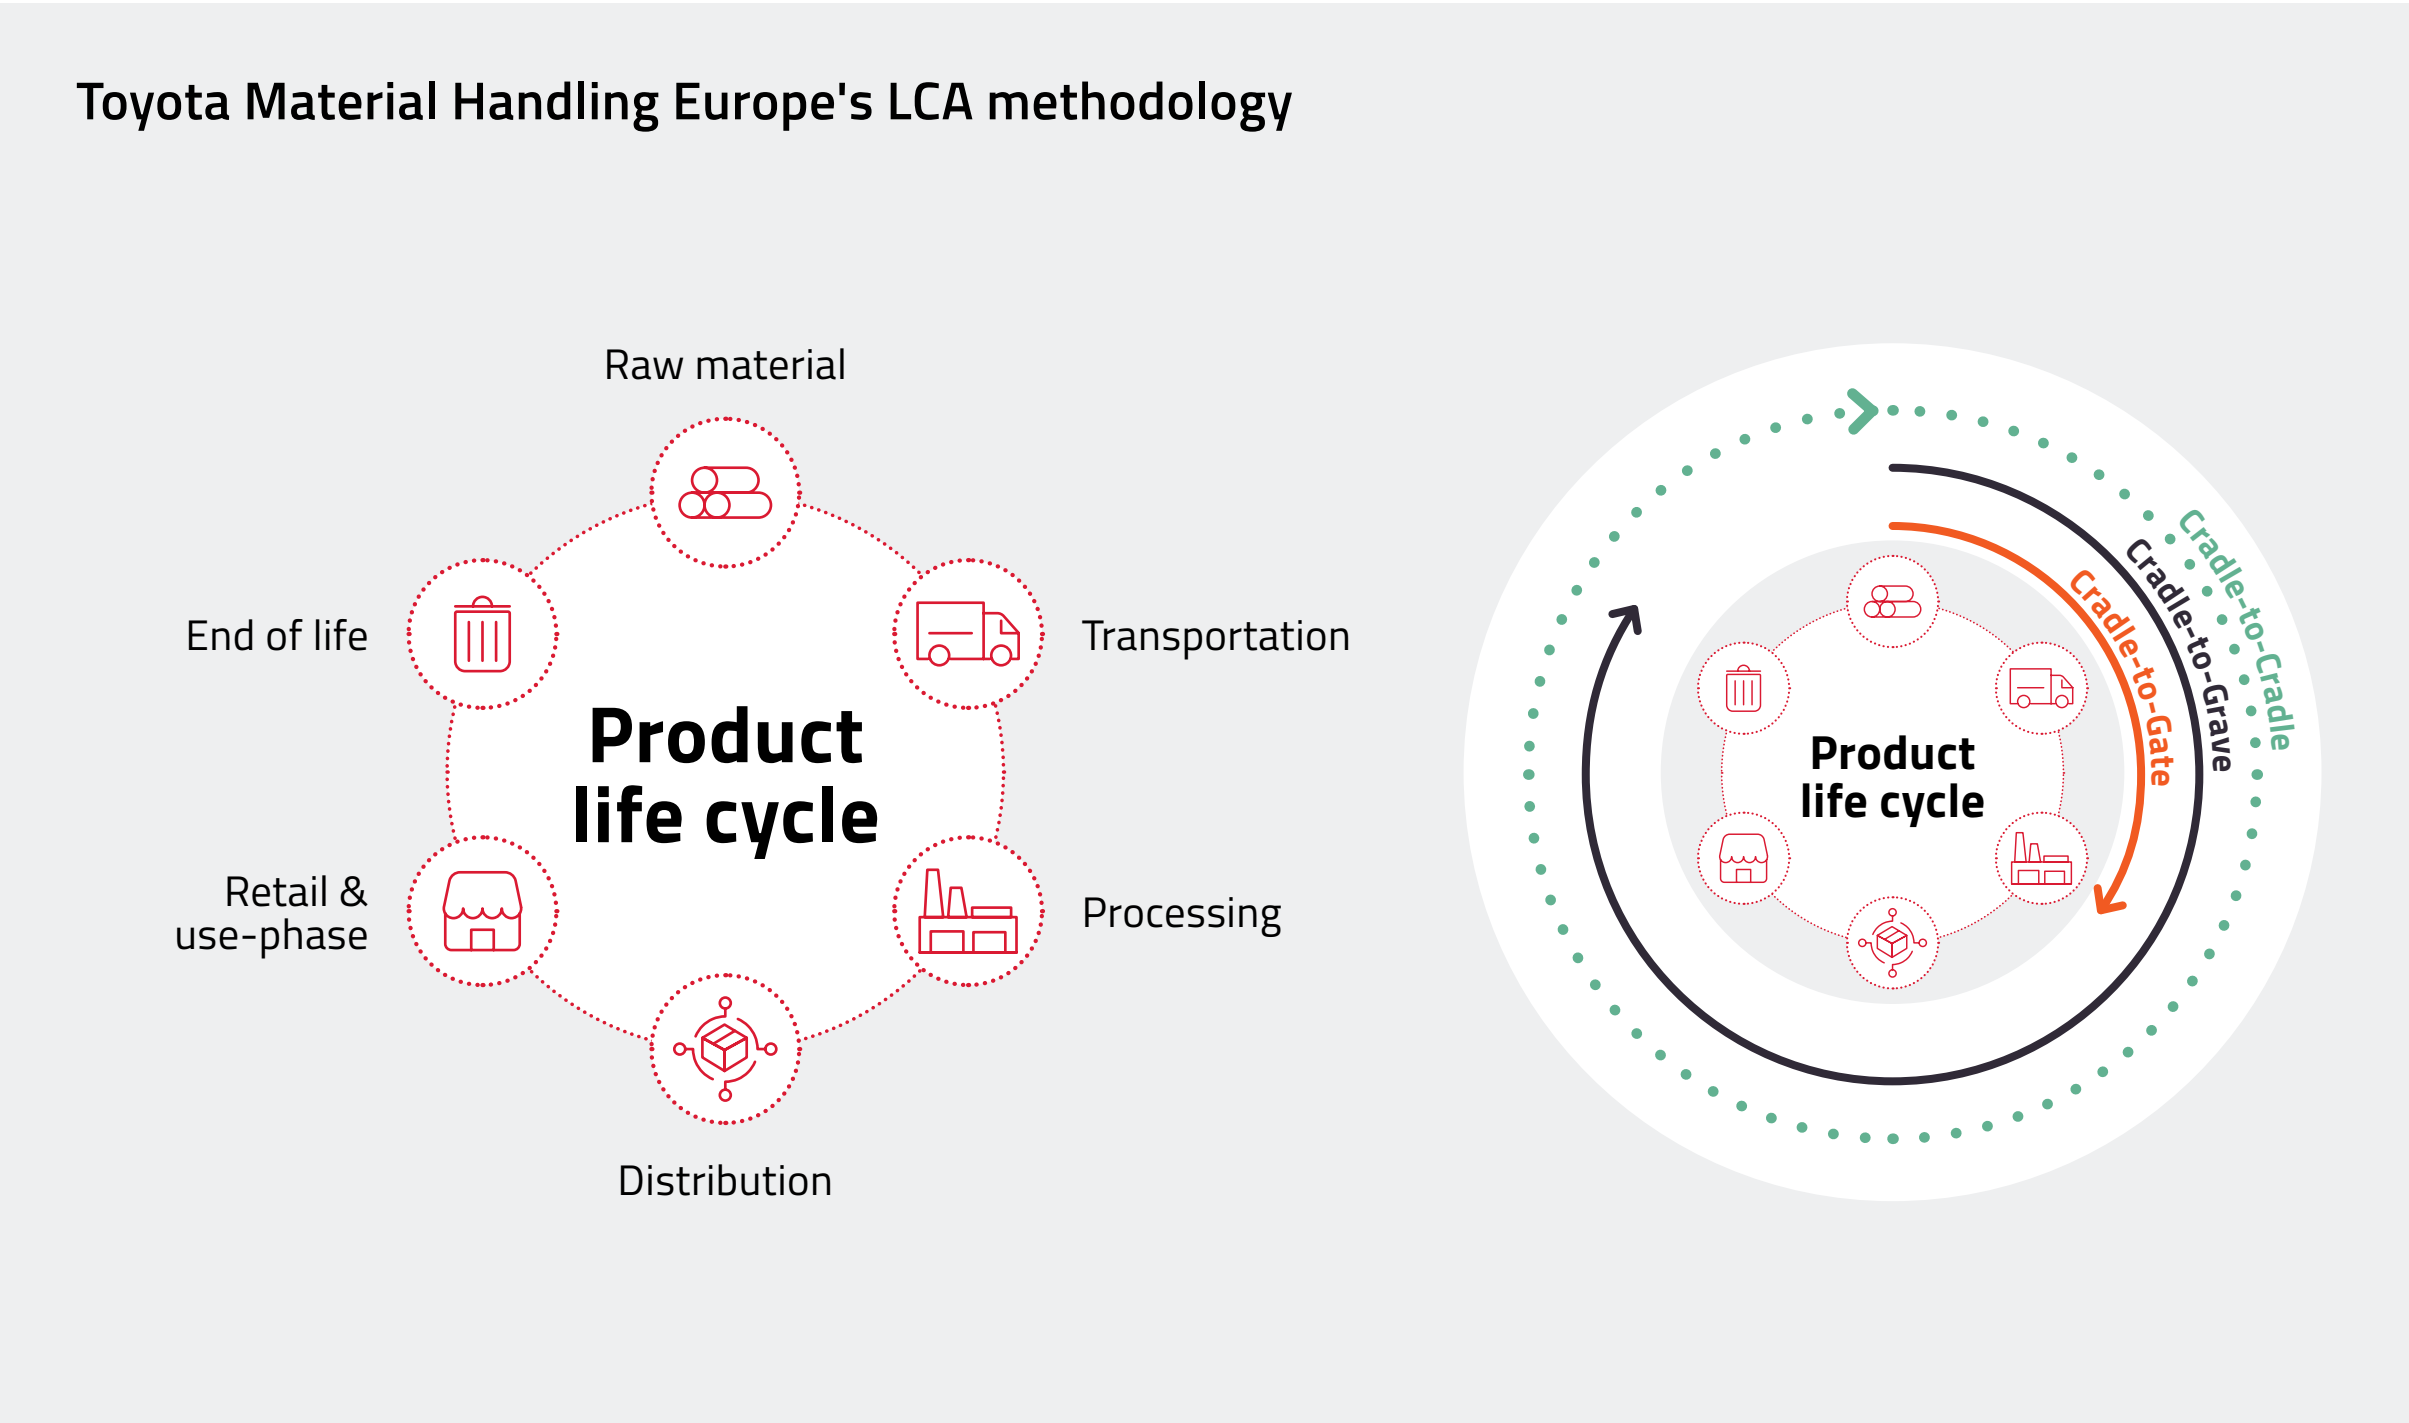 Toyota Material Handling Europe's LCA methodology
Raw material
End of life
Transportation
Product
life cycle
Retail &
use-phase
Processing
Distribution
Cradle-to-Cradle
Cradle-to-Grave
Cradle-to-Gate
Product
life cycle